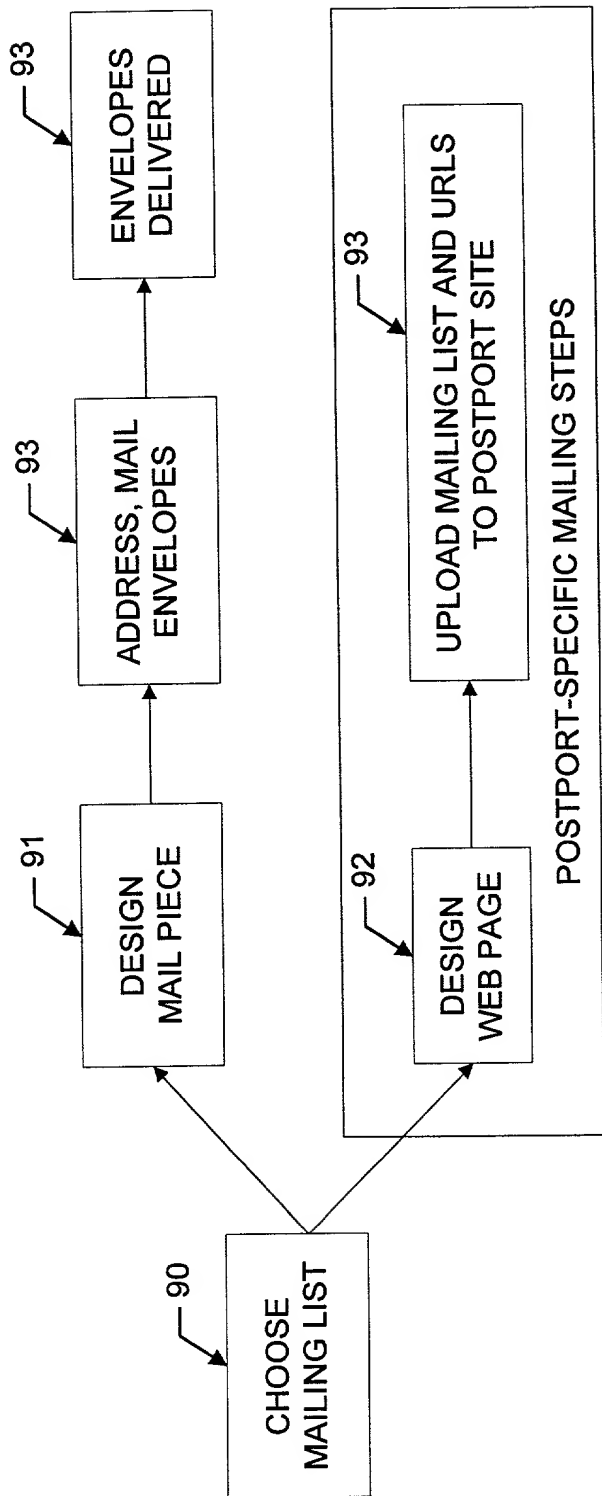 90
CHOOSE
MAILING LIST
91
DESIGN
MAIL PIECE
93
ADDRESS, MAIL
ENVELOPES
93
ENVELOPES
DELIVERED
92
DESIGN
WEB PAGE
93
UPLOAD MAILING LIST AND URLS
TO POSTPORT SITE
POSTPORT-SPECIFIC MAILING STEPS